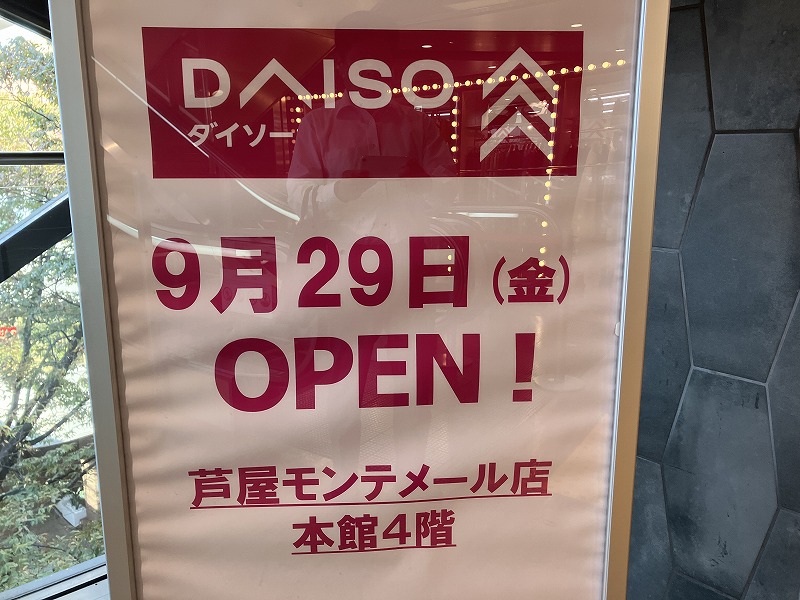 DAISO
ダイソー
9月29日(金)
OPEN!
芦屋モンテメール店
本館4階